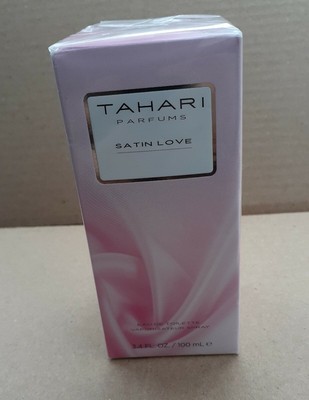 TAHARI
PARFUMS
SATIN LOVE
3.4 FL. OZ. / 100 mL ℮